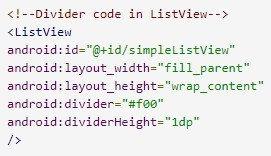 <!--Divider code in ListView-->
<ListView
android:id="@+id/simpleListView"
android:layout_width="fill_parent"
android:layout_height="wrap_content"
android:divider="#f00"
android:dividerHeight="1dp"
/>